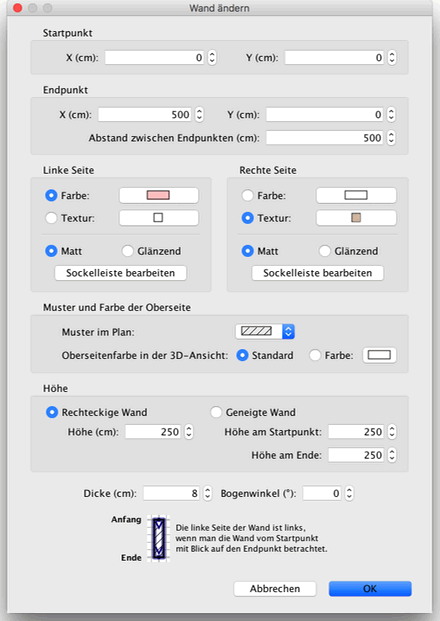 Wand ändern
Startpunkt
X (cm): 0 Y (cm): 0
Endpunkt
X (cm): 500 Y (cm): 0
Abstand zwischen Endpunkten (cm): 500
Linke Seite Rechte Seite
Farbe: Farbe:
Textur: Textur:
Matt Glänzend Matt Glänzend
Sockelleiste bearbeiten Sockelleiste bearbeiten
Muster und Farbe der Oberseite
Muster im Plan:
Oberseitenfarbe in der 3D-Ansicht: Standard Farbe:
Höhe
Rechteckige Wand Geneigte Wand
Höhe (cm): 250 Höhe am Startpunkt: 250
Höhe am Ende: 250
Dicke (cm): 8 Bogenwinkel (°): 0
Anfang
Die linke Seite der Wand ist links,
wenn man die Wand vom Startpunkt
mit Blick auf den Endpunkt betrachtet.
Ende
Abbrechen OK